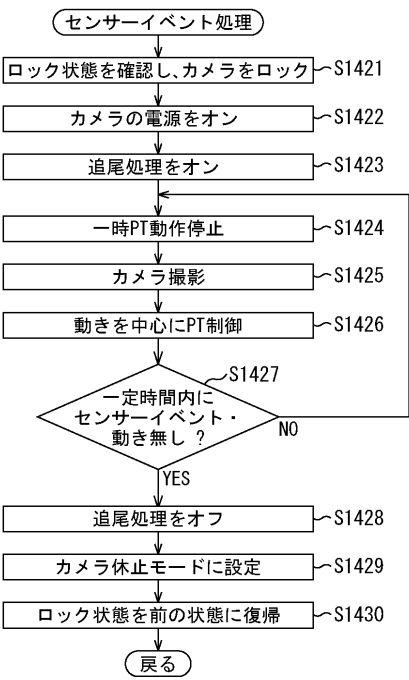 センサーイベント処理
ロック状態を確認し、カメラをロック S1421
カメラの電源をオン S1422
追尾処理をオン S1423
一時PT動作停止 S1424
カメラ撮影 S1425
動きを中心にPT制御 S1426
S1427
一定時間内に
センサーイベント・
動き無し ?
NO
YES
追尾処理をオフ S1428
カメラ休止モードに設定 S1429
ロック状態を前の状態に復帰 S1430
戻る